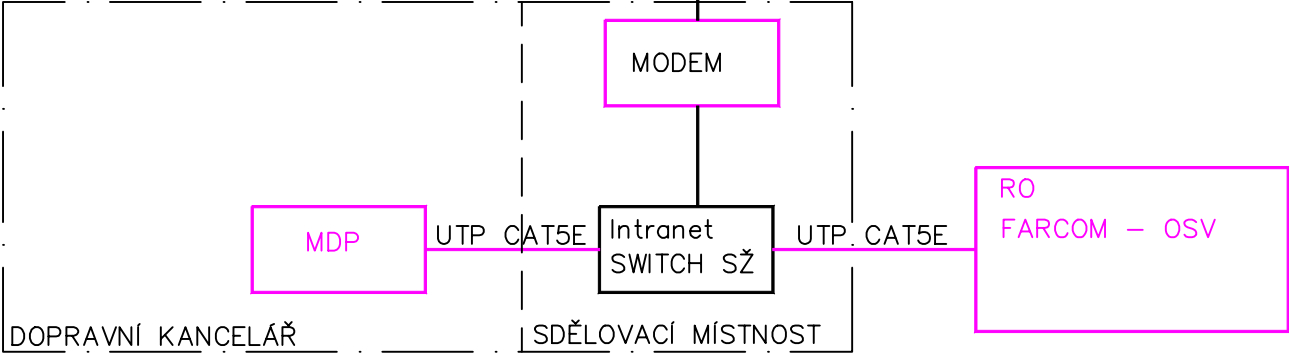 MODEM
RO
FARCOM – OSV
MDP
UTP CAT5E
Intranet
SWITCH SŽ
UTP CAT5E
DOPRAVNÍ KANCELÁŘ
SDĚLOVACÍ MÍSTNOST